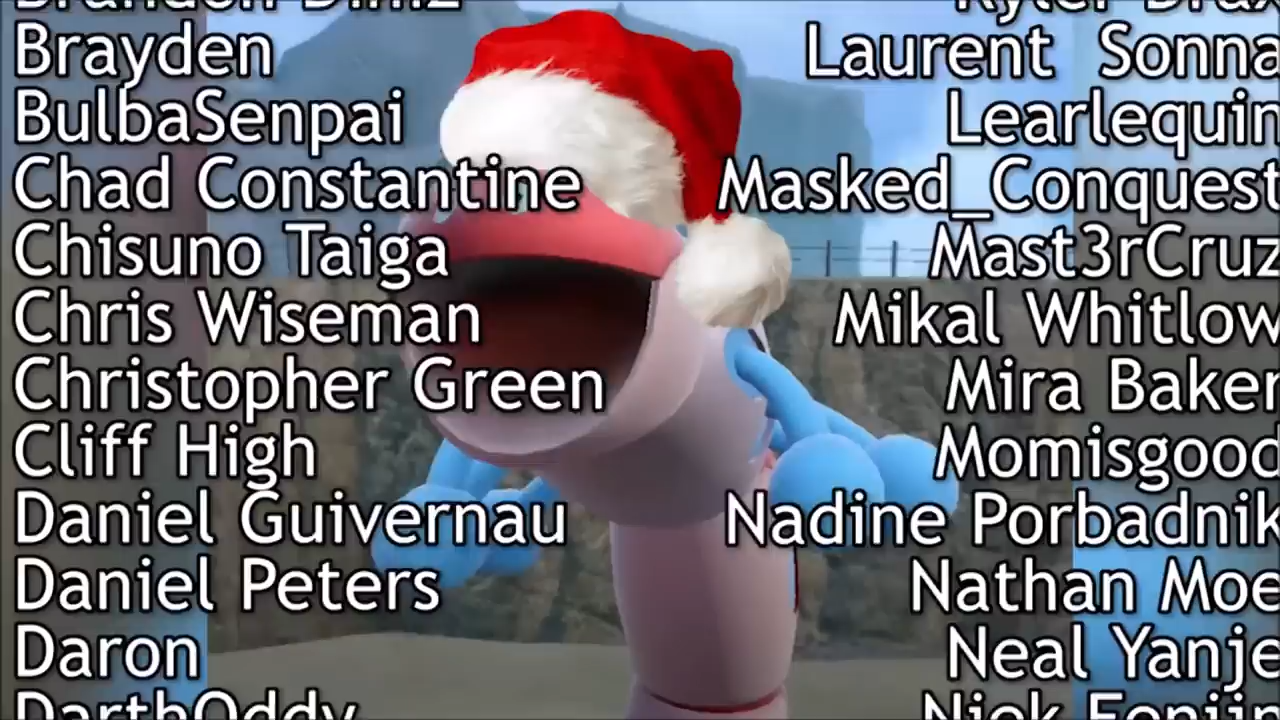 Brayden
BulbaSenpai
Chad Constantine
Chisuno Taiga
Chris Wiseman
Christopher Green
Cliff High
Daniel Guivernau
Daniel Peters
Daron
DarthOddy
Laurent Sonna
Learlequin
Masked_Conquest
Mast3rCruz
Mikal Whitlow
Mira Baker
Momisgood
Nadine Porbadnik
Nathan Moe
Neal Yanje